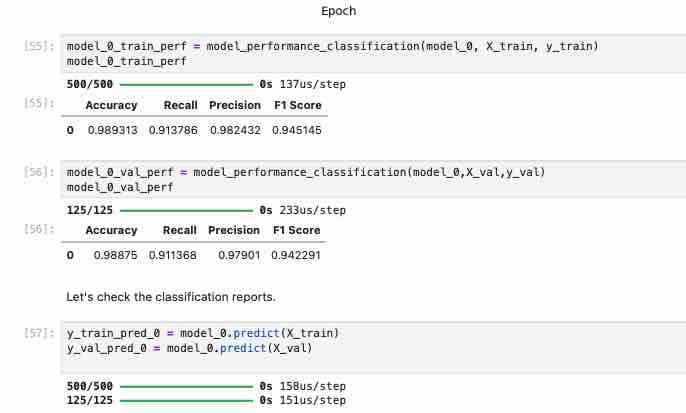 Epoch
[55]: model_0_train_perf = model_performance_classification(model_0, X_train, y_train)
model_0_train_perf
500/500 0s 137us/step
[55]: Accuracy Recall Precision F1 Score
0 0.989313 0.913786 0.982432 0.945145
[56]: model_0_val_perf = model_performance_classification(model_0,X_val,y_val)
model_0_val_perf
125/125 0s 233us/step
[56]: Accuracy Recall Precision F1 Score
0 0.98875 0.911368 0.97901 0.942291
Let's check the classification reports.
[57]: y_train_pred_0 = model_0.predict(X_train)
y_val_pred_0 = model_0.predict(X_val)
500/500 0s 158us/step
125/125 0s 151us/step